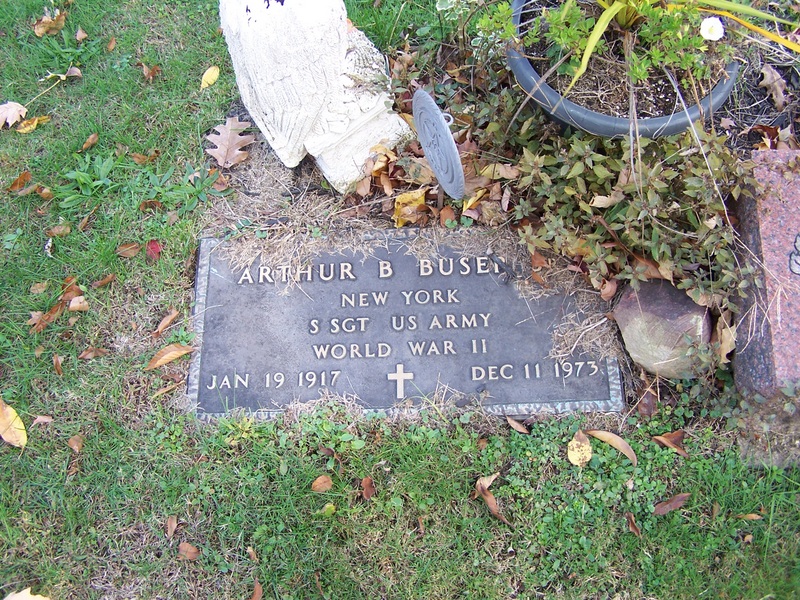 ARTHUR B
NEW YORK
S SGT US ARMY
WORLD WAR II
JAN 19 1917 DEC 11 1973